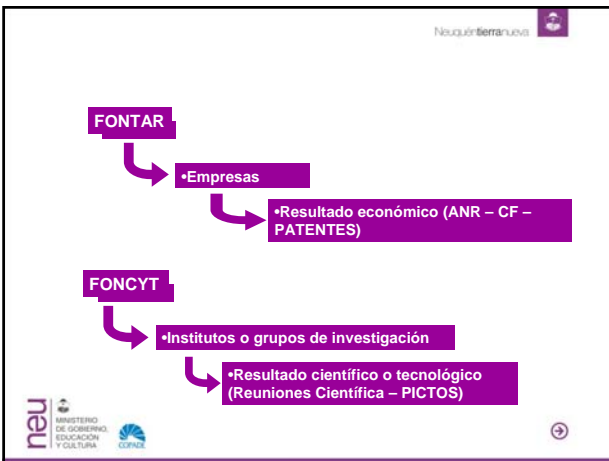 Neuquéntierranueva
FONTAR
•Empresas
•Resultado económico (ANR – CF –
PATENTES)
FONCYT
•Institutos o grupos de investigación
•Resultado científico o tecnológico
(Reuniones Científica – PICTOS)
neu
MINISTERIO
DE GOBIERNO,
EDUCACIÓN
Y CULTURA
COPADE